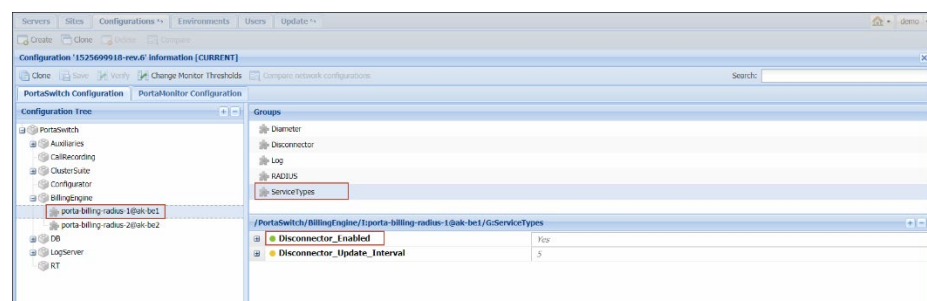 Servers Sites Configurations Environments Users Update demo
Create Clone Delete Compare
Configuration '1525699918-rev.6' information [CURRENT]
Clone Save Verify Change Monitor Thresholds Compare network configurations Search:
PortaSwitch Configuration PortaMonitor Configuration
Configuration Tree
PortaSwitch
Auxiliaries
CallRecording
ClusterSuite
Configurator
BillingEngine
porta-billing-radius-1@ak-be1
porta-billing-radius-2@ak-be2
DB
LogServer
RT
Groups
Diameter
Disconnector
Log
RADIUS
ServiceTypes
/PortaSwitch/BillingEngine/I:porta-billing-radius-1@ak-be1/G:ServiceTypes
Disconnector_Enabled Yes
Disconnector_Update_Interval 5